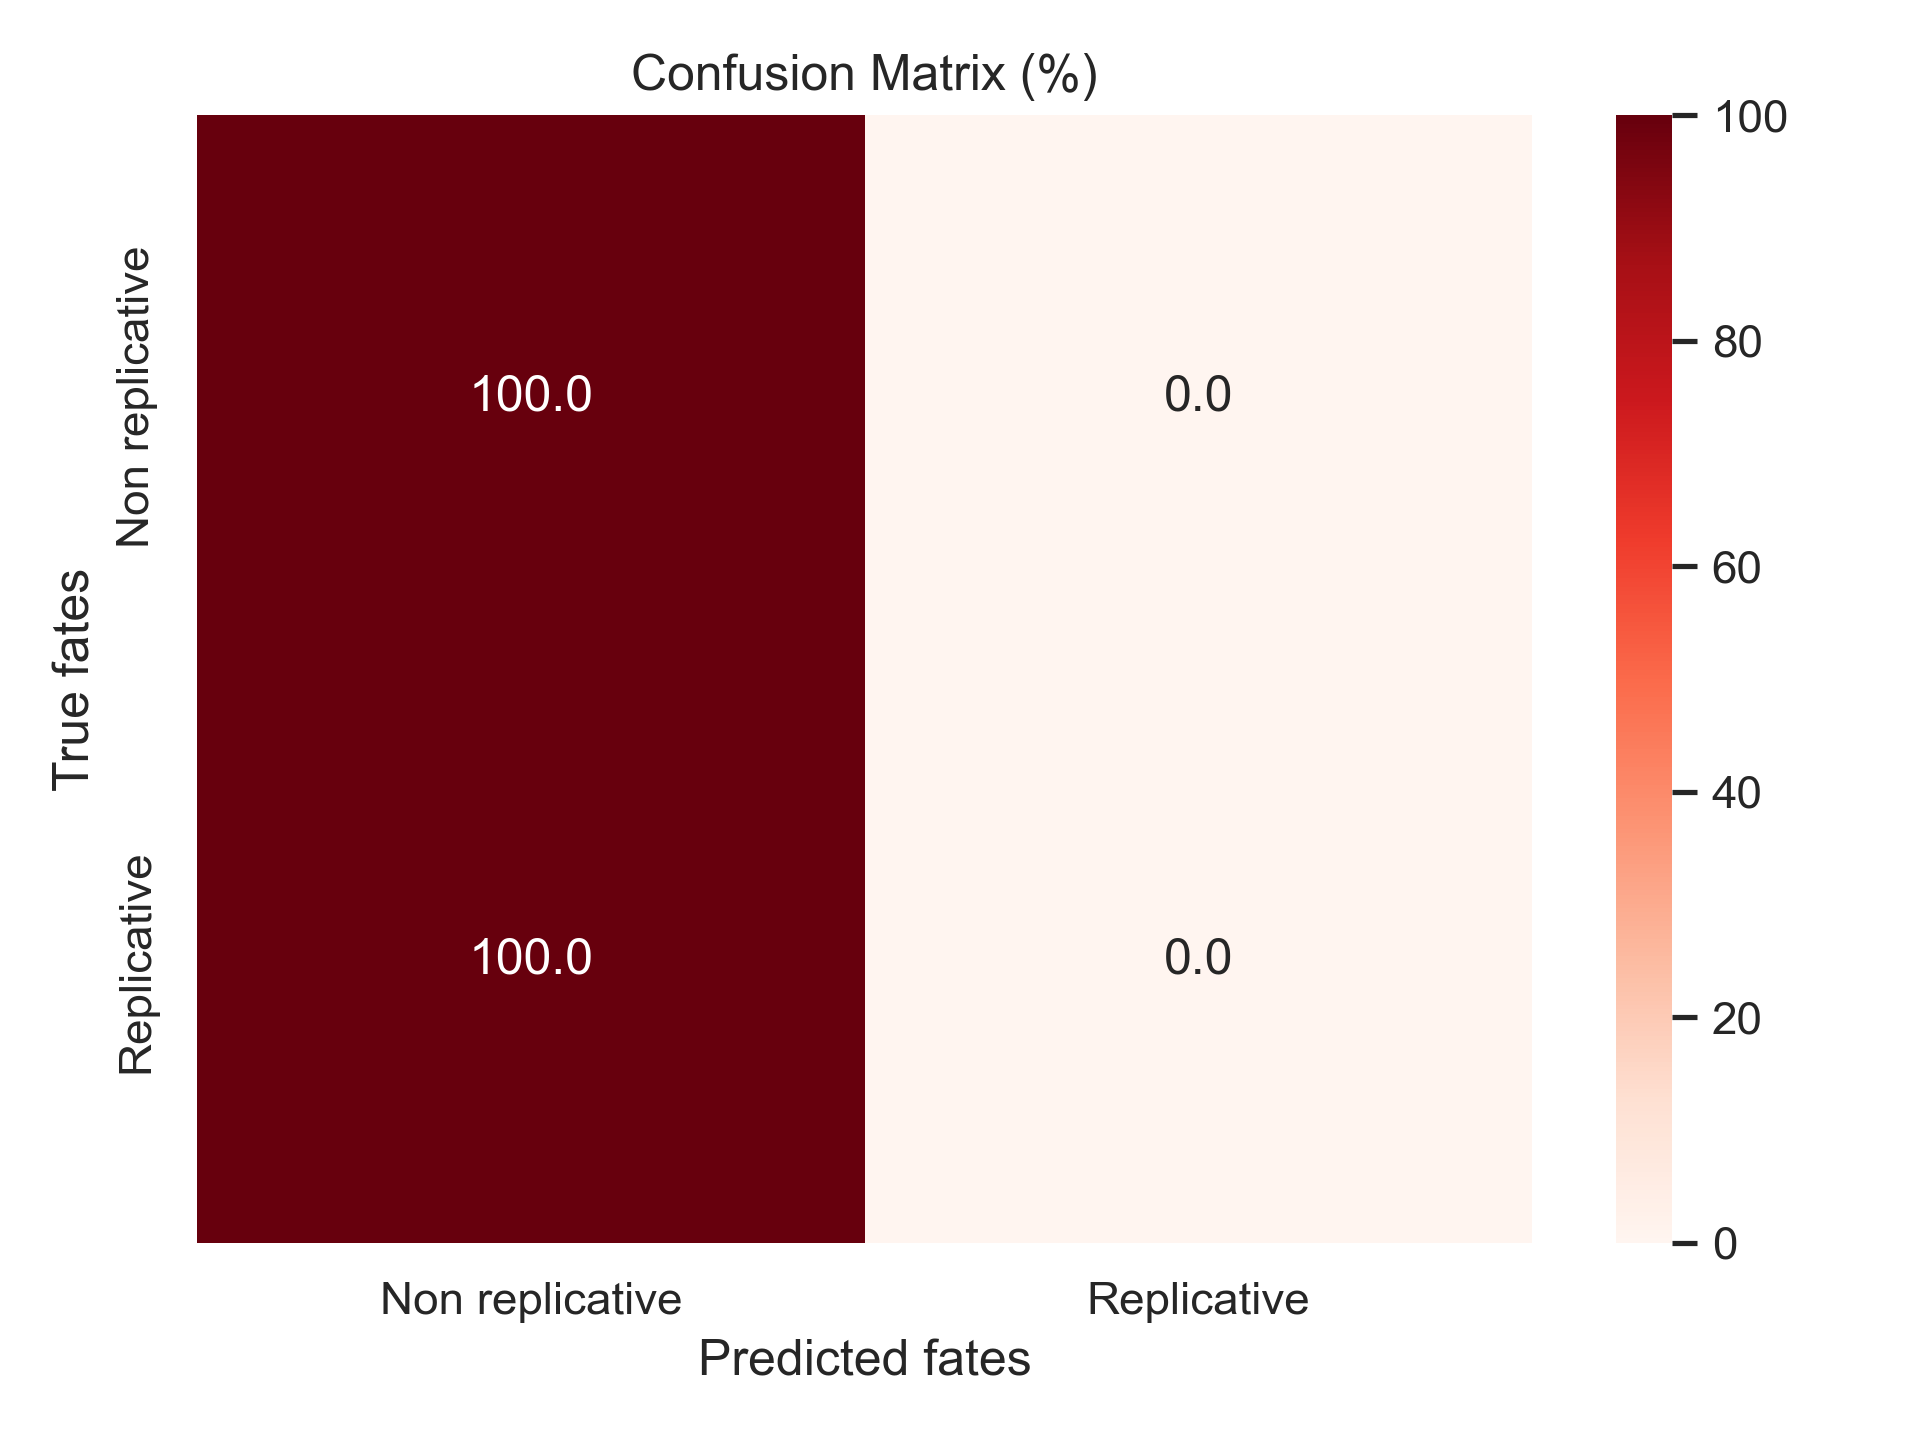 Confusion Matrix (%)
True fates
Non replicative
Replicative
100.0 0.0
100.0 0.0
Non replicative Replicative
Predicted fates
100
80
60
40
20
0